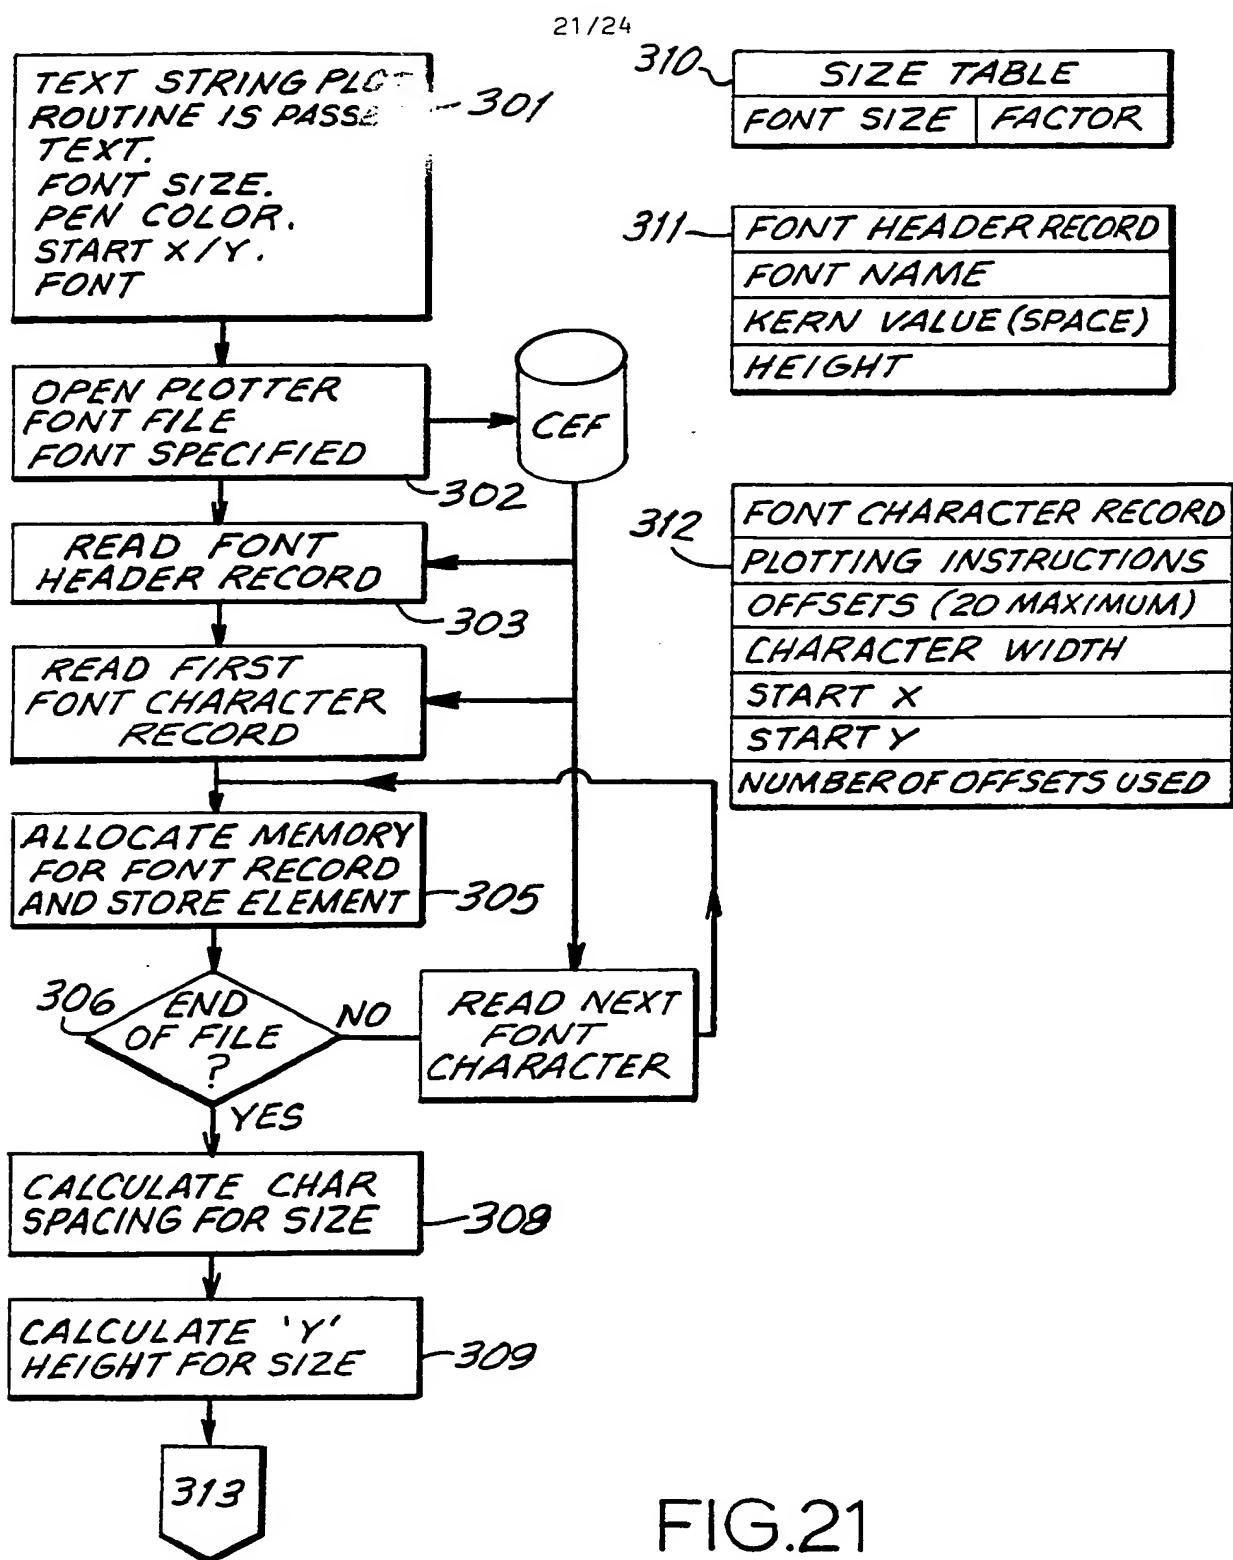 21/24
TEXT STRING PLOT
ROUTINE IS PASSE
TEXT.
FONT SIZE.
PEN COLOR.
START X/Y.
FONT
301
OPEN PLOTTER
FONT FILE
FONT SPECIFIED
302
CEF
READ FONT
HEADER RECORD
303
READ FIRST
FONT CHARACTER
RECORD
ALLOCATE MEMORY
FOR FONT RECORD
AND STORE ELEMENT
305
306
END
OF FILE
?
NO
YES
READ NEXT
FONT
CHARACTER
CALCULATE CHAR
SPACING FOR SIZE
308
CALCULATE 'Y'
HEIGHT FOR SIZE
309
313
310
SIZE TABLE
FONT SIZE FACTOR
311
FONT HEADER RECORD
FONT NAME
KERN VALUE (SPACE)
HEIGHT
312
FONT CHARACTER RECORD
PLOTTING INSTRUCTIONS
OFFSETS (20 MAXIMUM)
CHARACTER WIDTH
START X
START Y
NUMBER OF OFFSETS USED
FIG.21